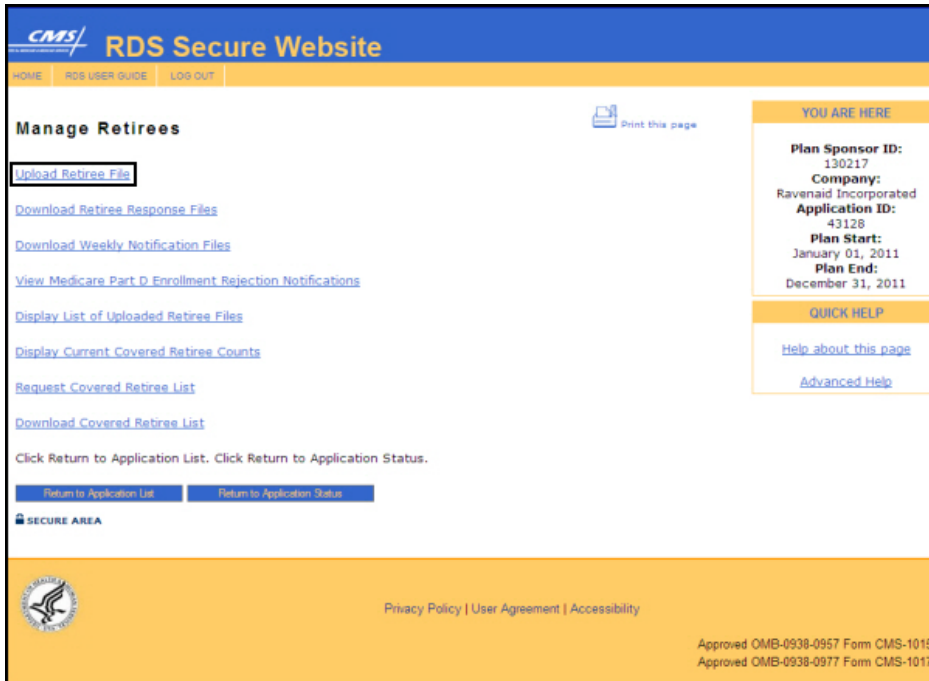 CMS/
RDS Secure Website
HOME RDS USER GUIDE LOG OUT
Manage Retirees
Print this page
Upload Retiree File
Download Retiree Response Files
Download Weekly Notification Files
View Medicare Part D Enrollment Rejection Notifications
Display List of Uploaded Retiree Files
Display Current Covered Retiree Counts
Request Covered Retiree List
Download Covered Retiree List
Click Return to Application List. Click Return to Application Status.
Return to Application List Return to Application Status
SECURE AREA
YOU ARE HERE
Plan Sponsor ID:
130217
Company:
Ravenaid Incorporated
Application ID:
43128
Plan Start:
January 01, 2011
Plan End:
December 31, 2011
QUICK HELP
Help about this page
Advanced Help
Privacy Policy | User Agreement | Accessibility
Approved OMB-0938-0957 Form CMS-1015
Approved OMB-0938-0977 Form CMS-1017